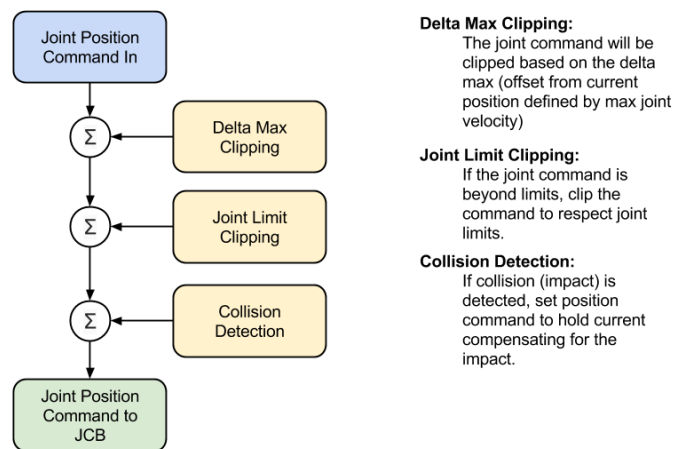 Joint Position
Command In
Σ
Delta Max
Clipping
Σ
Joint Limit
Clipping
Σ
Collision
Detection
Joint Position
Command to
JCB
Delta Max Clipping:
The joint command will be
clipped based on the delta
max (offset from current
position defined by max joint
velocity)
Joint Limit Clipping:
If the joint command is
beyond limits, clip the
command to respect joint
limits.
Collision Detection:
If collision (impact) is
detected, set position
command to hold current
compensating for the
impact.